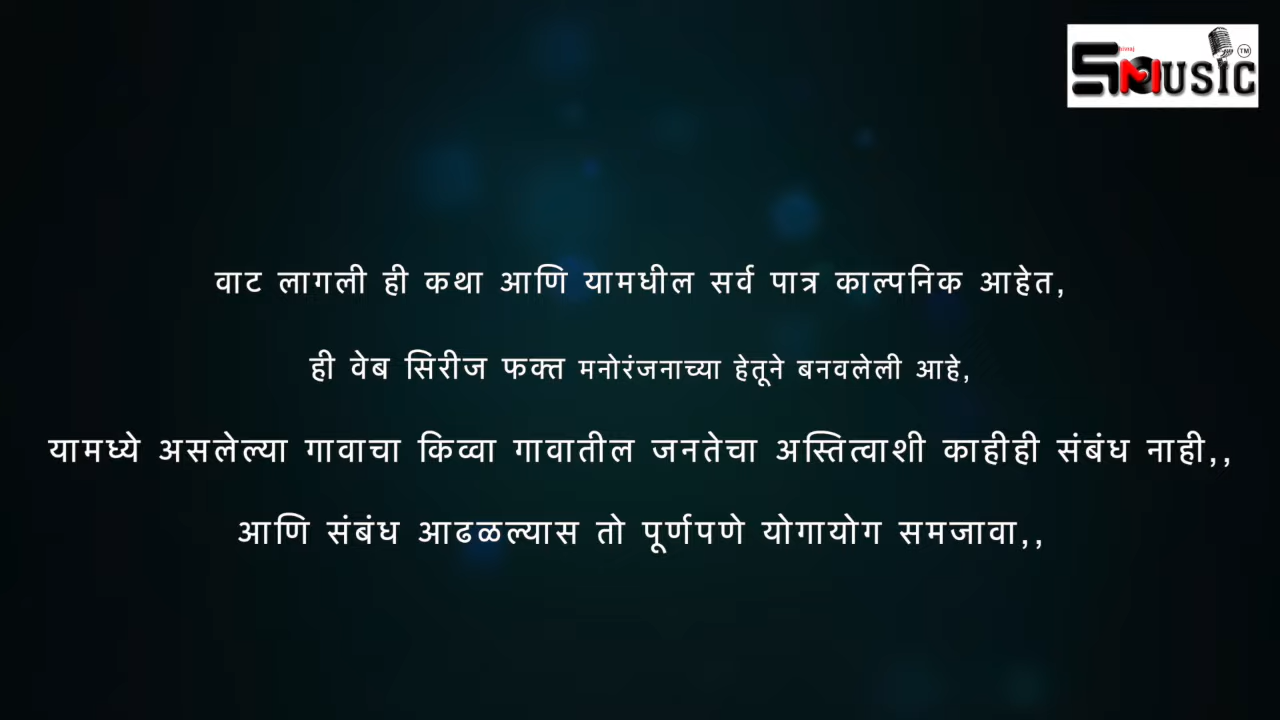 SMUSIC
TM
वाट लागली ही कथा आणि यामधील सर्व पात्र काल्पनिक आहेत,
ही वेब सिरीज फक्त मनोरंजनाच्या हेतूने बनवलेली आहे,
यामध्ये असलेल्या गावाचा किव्वा गावातील जनतेचा अस्तित्वाशी काहीही संबंध नाही,,
आणि संबंध आढळल्यास तो पूर्णपणे योगायोग समजावा,,